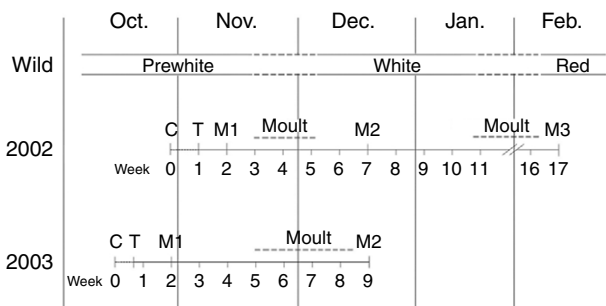 Oct. Nov. Dec. Jan. Feb.
Wild Prewhite White Red
C T M1 Moult M2 Moult M3
2002
Week 0 1 2 3 4 5 6 7 8 9 10 11 16 17
C T M1 Moult M2
2003
Week 0 1 2 3 4 5 6 7 8 9